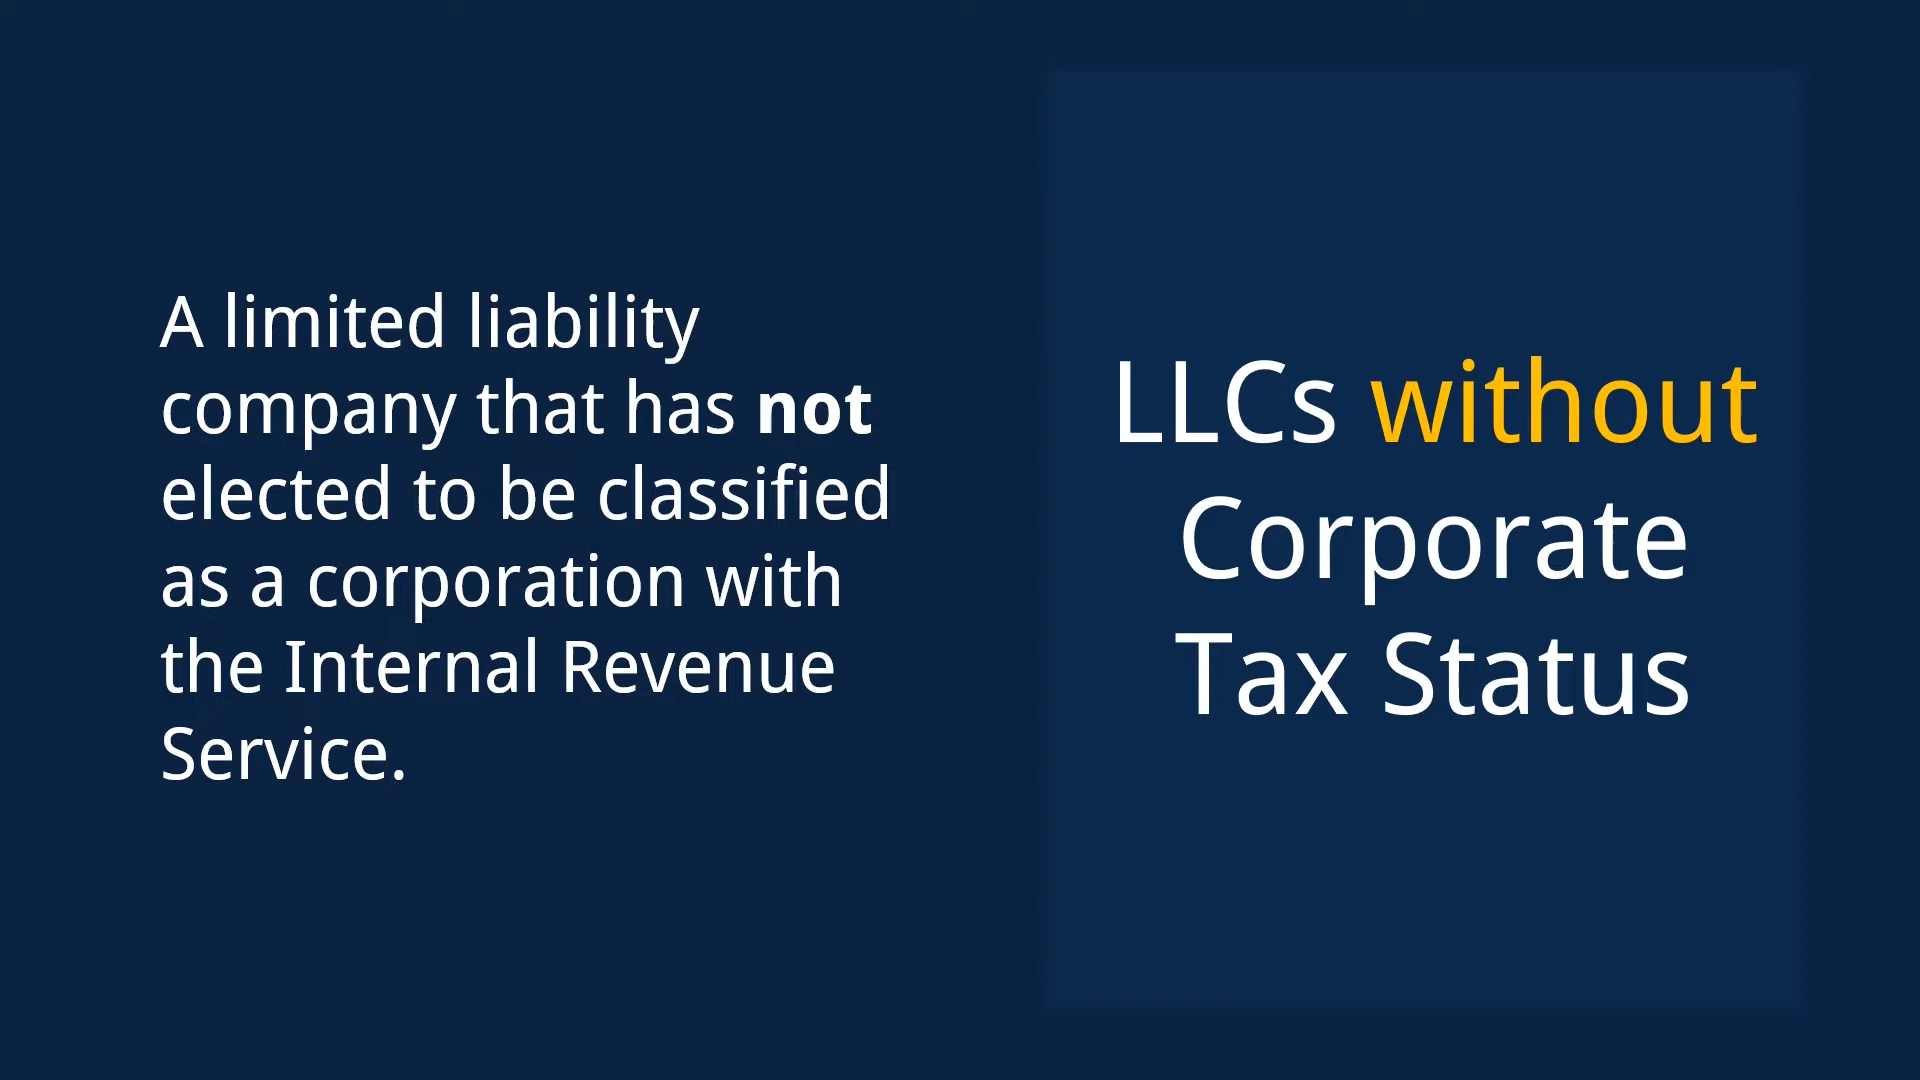 A limited liability
company that has not
elected to be classified
as a corporation with
the Internal Revenue
Service.
LLCs without
Corporate
Tax Status